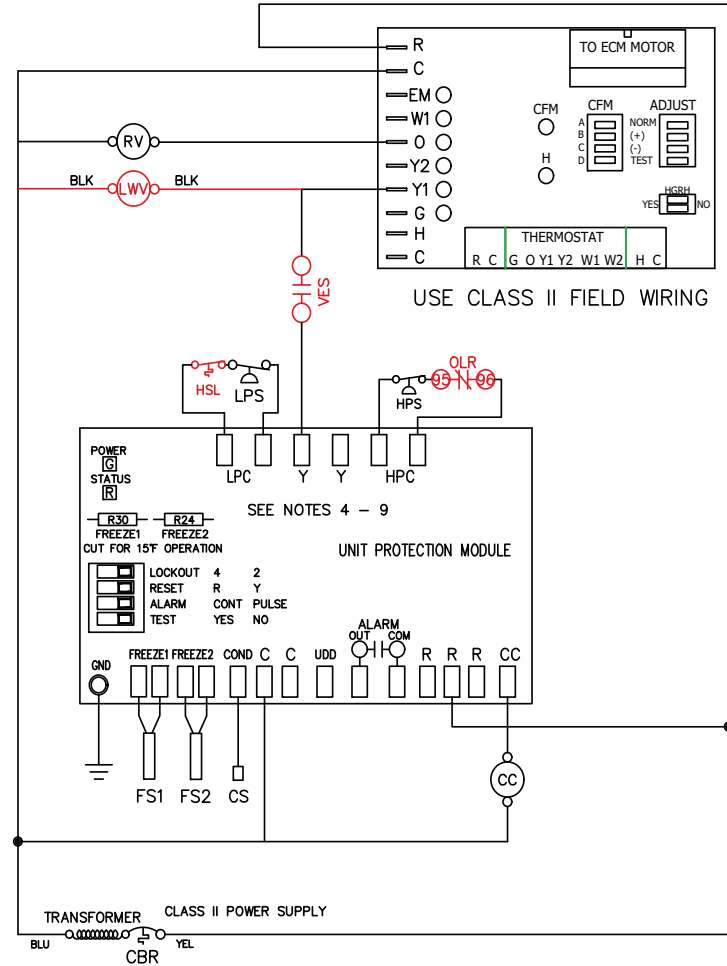 R
TO ECM MOTOR
C
EM
W1
CFM
CFM
ADJUST
A
NORM
B
(+)
C
(-)
D
TEST
O
RV
Y2
H
BLK
LWV
BLK
Y1
HGRH
YES
NO
G
H
THERMOSTAT
C
R C G O Y1 Y2 W1 W2 H C
USE CLASS II FIELD WIRING
VES
HSL
LPS
OLR
95
96
HPS
POWER
G
STATUS
R
LPC
Y
Y
HPC
SEE NOTES 4 – 9
R30
R24
FREEZE1
FREEZE2
CUT FOR 15°F OPERATION
UNIT PROTECTION MODULE
LOCKOUT 4 2
RESET R Y
ALARM CONT PULSE
TEST YES NO
ALARM
OUT
COM
GND
FREEZE1 FREEZE2 COND C C UDD R R R CC
CC
FS1
FS2
CS
TRANSFORMER
CLASS II POWER SUPPLY
BLU
YEL
CBR